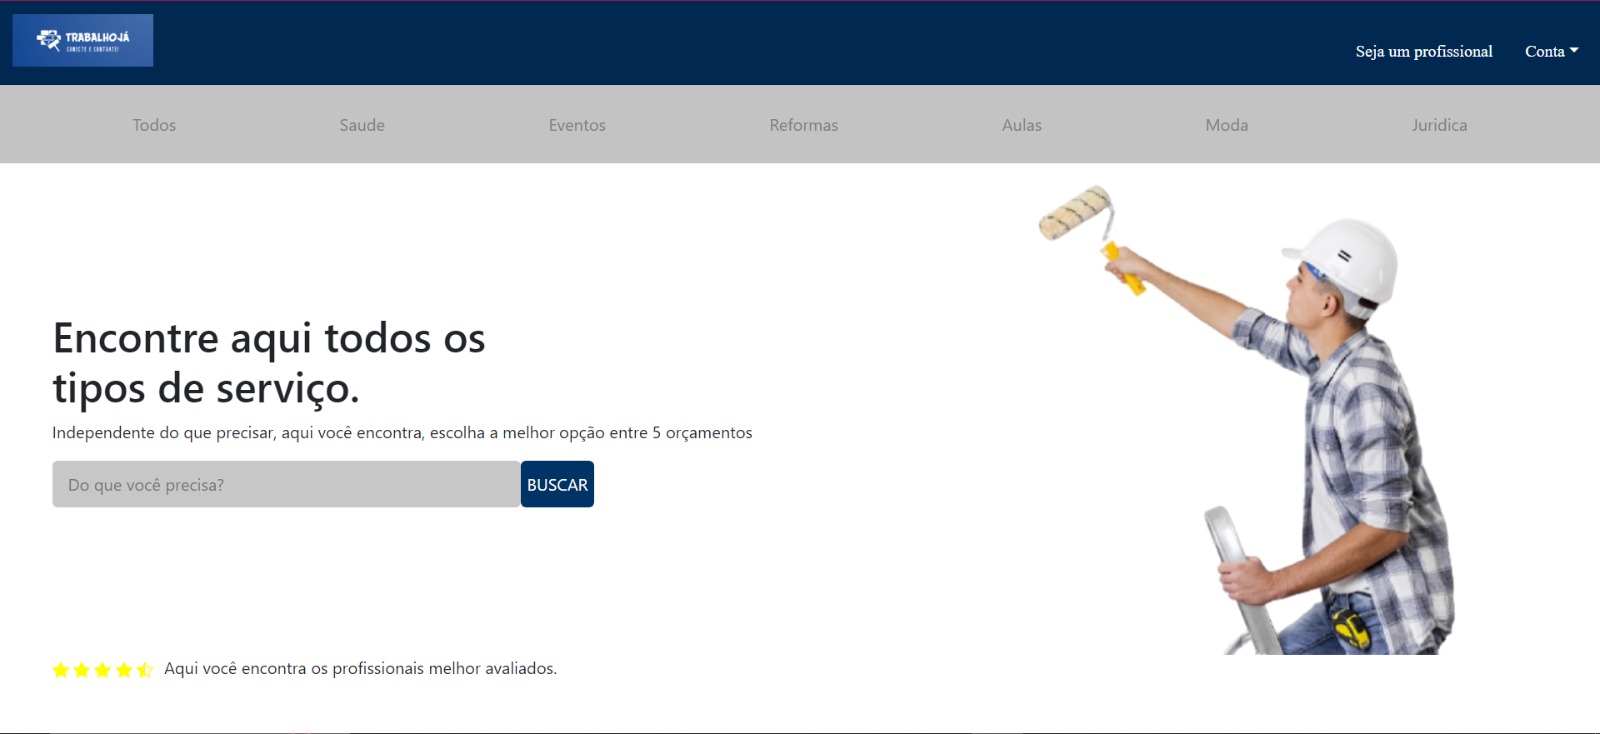 TRABALHOJÁ
CONECTE E CONTRATE!
Seja um profissional
Conta
Todos
Saude
Eventos
Reformas
Aulas
Moda
Juridica
Encontre aqui todos os
tipos de serviço.
Independente do que precisar, aqui você encontra, escolha a melhor opção entre 5 orçamentos
Do que você precisa?
BUSCAR
Aqui você encontra os profissionais melhor avaliados.